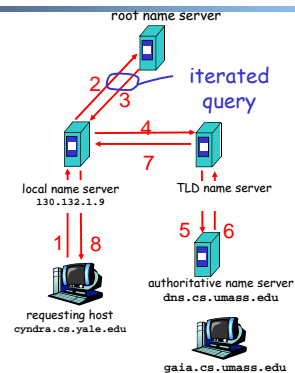 root name server
2
3
iterated
query
4
7
local name server
130.132.1.9
TLD name server
1
8
5
6
requesting host
cyndra.cs.yale.edu
authoritative name server
dns.cs.umass.edu
gaia.cs.umass.edu